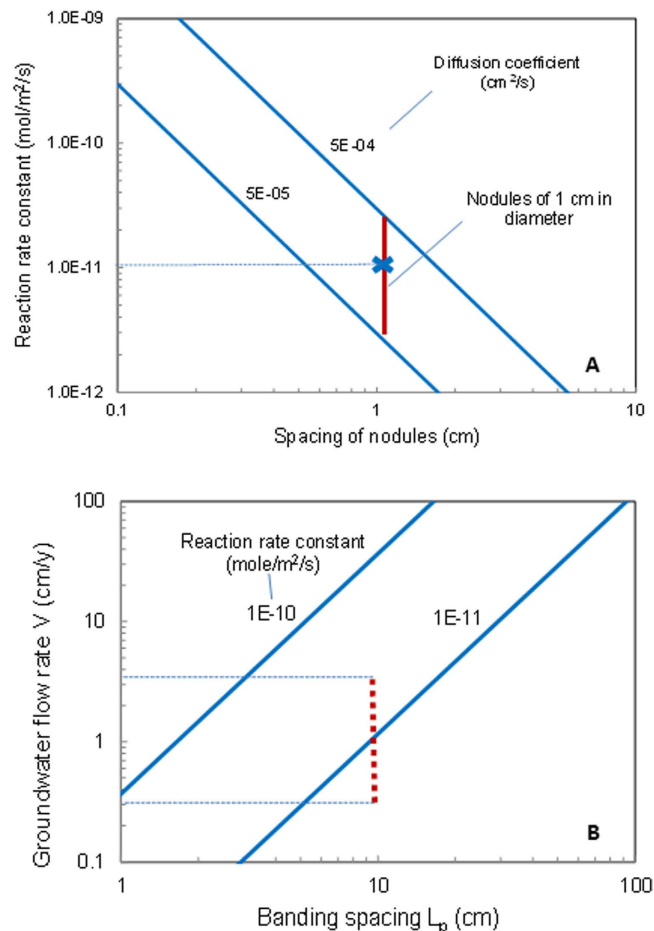 1.0E-09
1.0E-10
1.0E-11
1.0E-12
Reaction rate constant (mol/m²/s)
Diffusion coefficient
(cm²/s)
5E-04
5E-05
Nodules of 1 cm in
diameter
A
0.1
1
10
Spacing of nodules (cm)
100
10
1
0.1
Groundwater flow rate V (cm/y)
Reaction rate constant
(mole/m²/s)
1E-10
1E-11
B
1
10
100
Banding spacing Lp (cm)